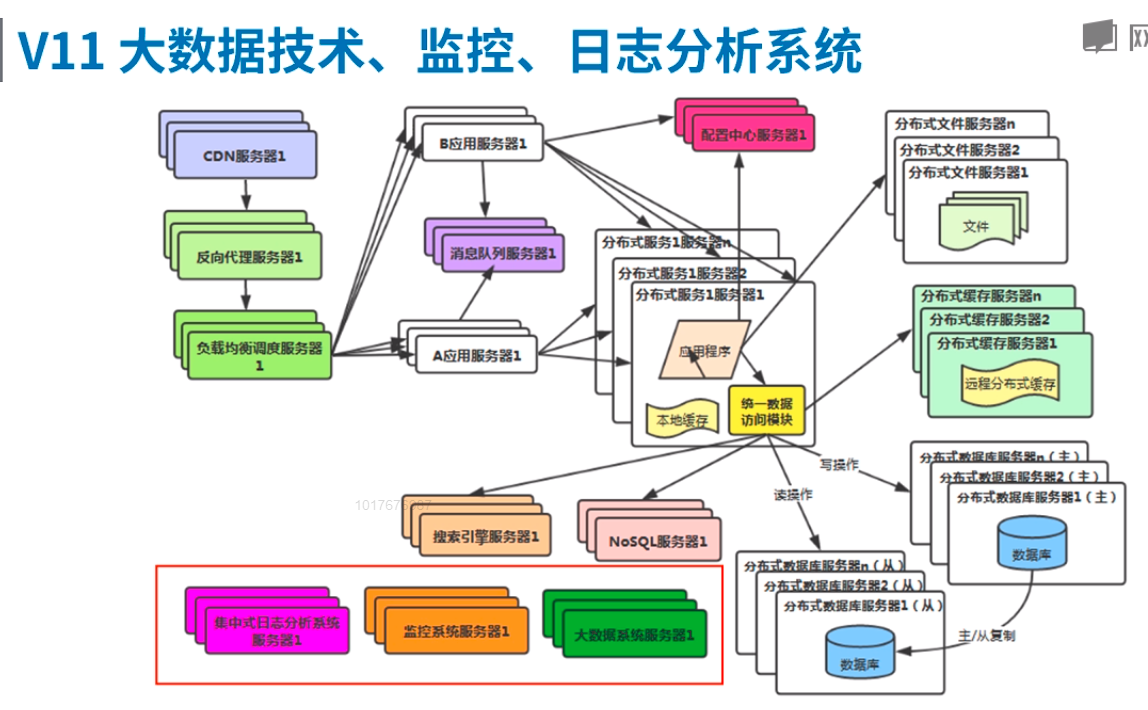 V11 大数据技术、监控、日志分析系统
CDN服务器1
反向代理服务器1
负载均衡调度服务器
1
B应用服务器1
消息队列服务器1
A应用服务器1
配置中心服务器1
分布式服务1服务器n
分布式服务1服务器2
分布式服务1服务器1
应用程序
本地缓存
统一数据
访问模块
分布式文件服务器n
分布式文件服务器2
分布式文件服务器1
文件
分布式缓存服务器n
分布式缓存服务器2
分布式缓存服务器1
远程分布式缓存
写操作
读操作
分布式数据库服务器n（主）
分布式数据库服务器2（主）
分布式数据库服务器1（主）
数据库
搜索引擎服务器1
NoSQL服务器1
分布式数据库服务器n（从）
分布式数据库服务器2（从）
分布式数据库服务器1（从）
数据库
主/从复制
集中式日志分析系统
服务器1
监控系统服务器1
大数据系统服务器1